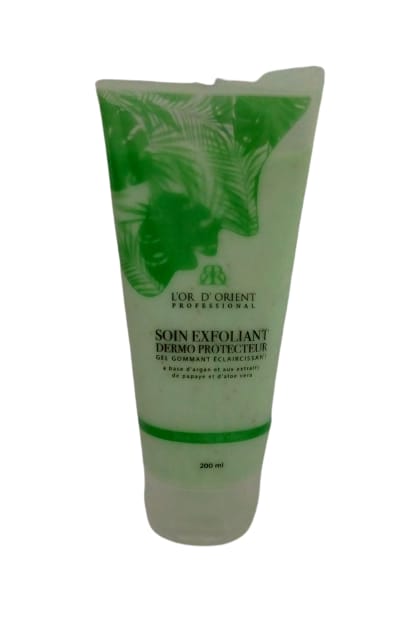 L'OR D'ORIENT
PROFESSIONAL
SOIN EXFOLIANT
DERMO PROTECTEUR
GEL GOMMANT ÉCLAIRCISSANT
à base d'argan et aux extraits
de papaye et d'aloe vera
200 ml